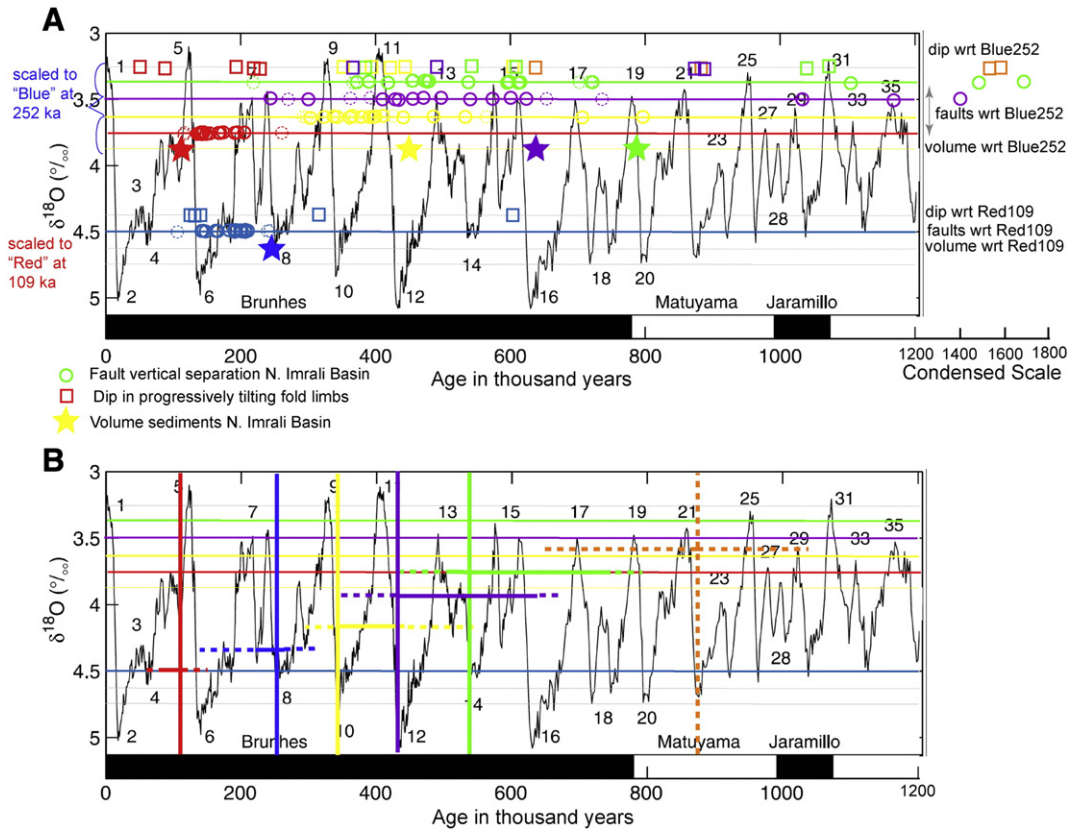 A
3
3.5
4
4.5
5
δ18O (°/oo)
scaled to
"Blue" at
252 ka
scaled to
"Red" at
109 ka
1
2
3
4
5
6
7
8
9
10
11
12
13
14
15
16
17
18
19
20
21
23
25
27
28
29
31
33
35
dip wrt Blue252
faults wrt Blue252
volume wrt Blue252
dip wrt Red109
faults wrt Red109
volume wrt Red109
Brunhes
Matuyama
Jaramillo
0 200 400 600 800 1000 1200 1400 1600 1800
Age in thousand years
Condensed Scale
Fault vertical separation N. Imrali Basin
Dip in progressively tilting fold limbs
Volume sediments N. Imrali Basin
B
3
3.5
4
4.5
5
δ18O (°/oo)
1
2
3
4
5
6
7
8
9
10
11
12
13
14
15
16
17
18
19
20
21
23
25
27
28
29
31
33
35
Brunhes
Matuyama
Jaramillo
0 200 400 600 800 1000 1200
Age in thousand years